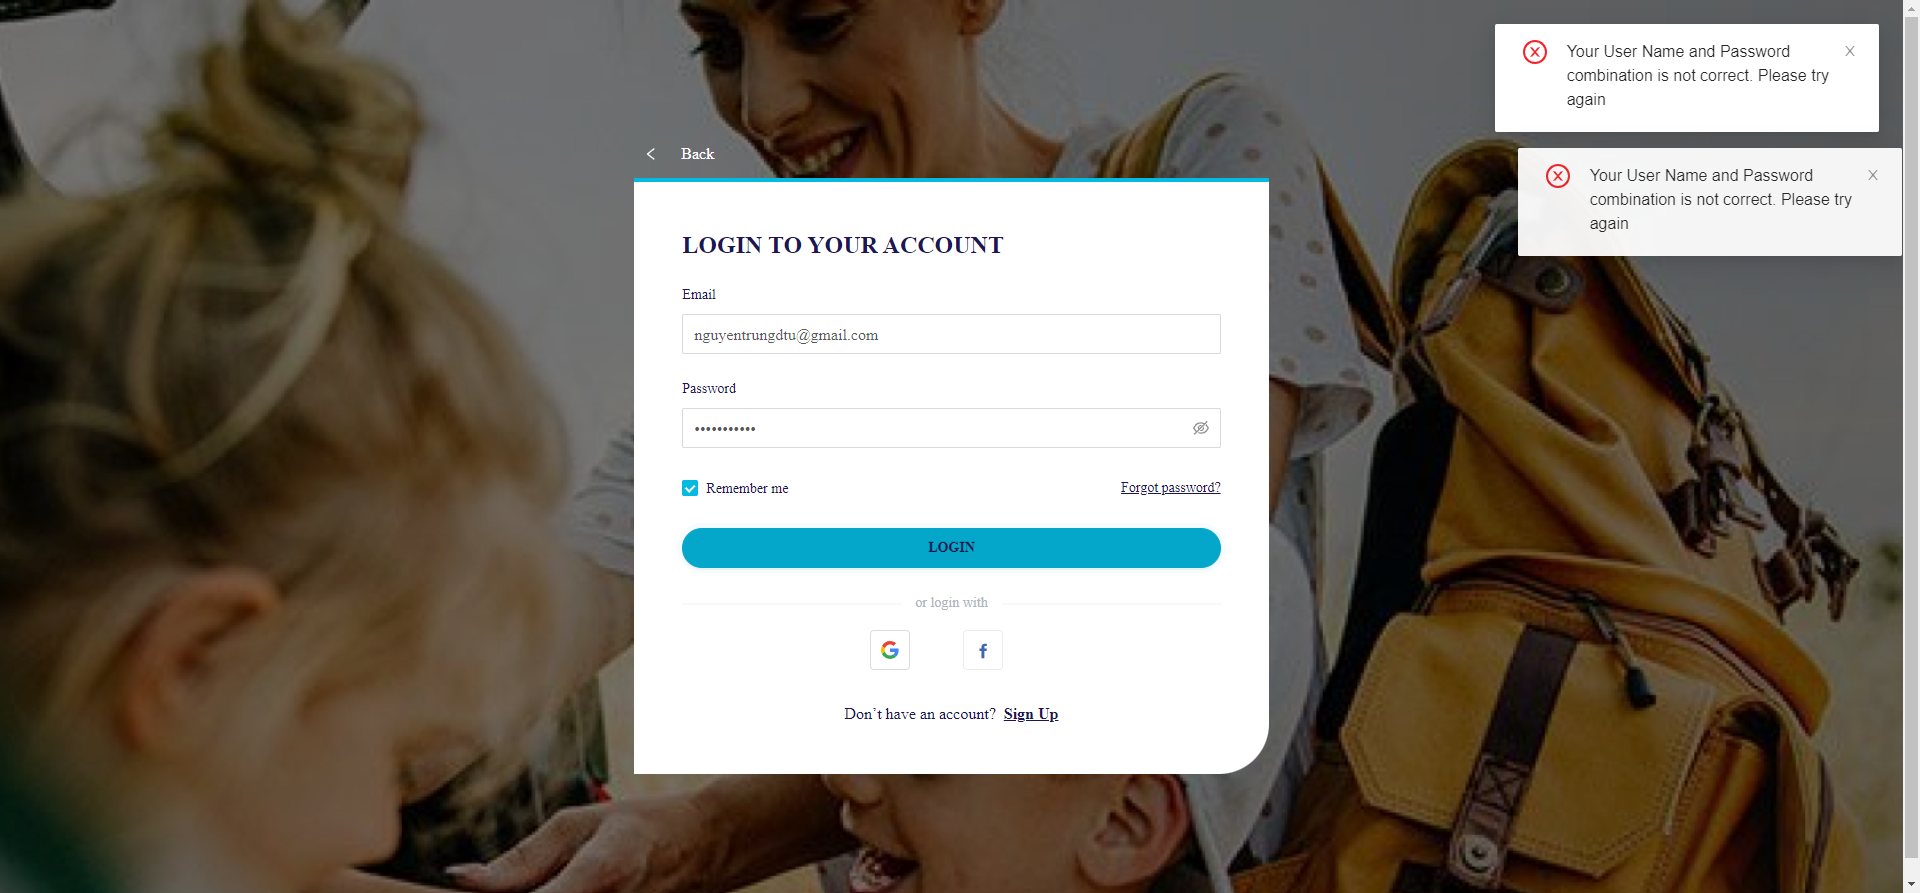 Your User Name and Password
combination is not correct. Please try
again
Your User Name and Password
combination is not correct. Please try
again
Back
LOGIN TO YOUR ACCOUNT
Email
nguyentrungdtu@gmail.com
Password
•••••••••••
Remember me
Forgot password?
LOGIN
or login with
Don’t have an account? Sign Up